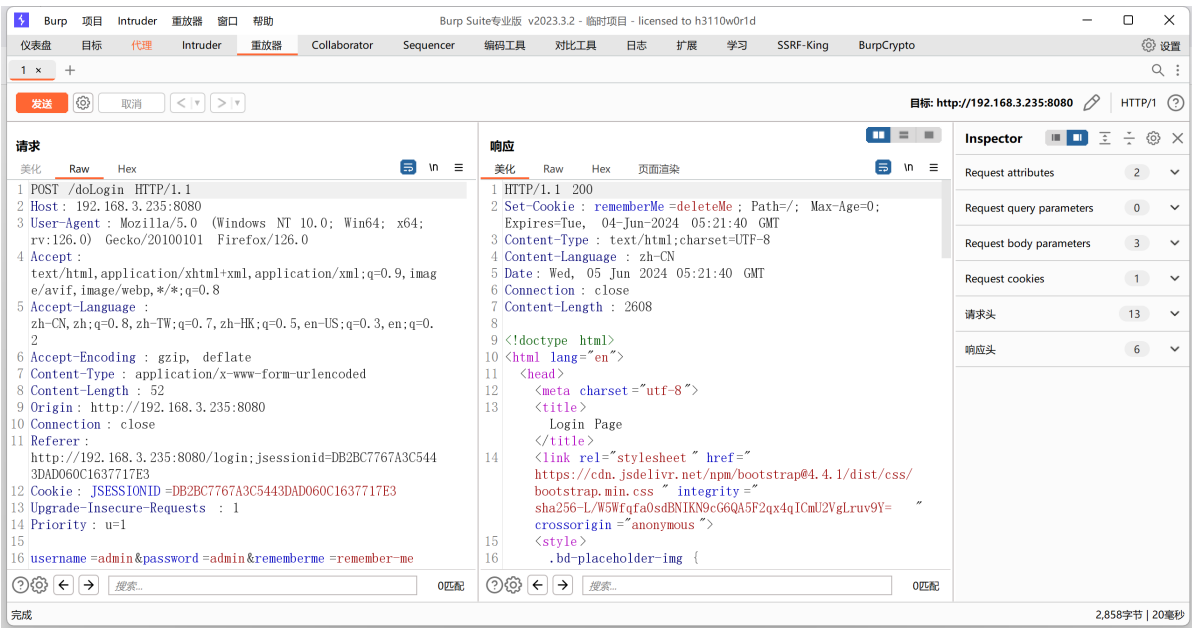 Burp 项目 Intruder 重放器 窗口 帮助 Burp Suite专业版 v2023.3.2 - 临时项目 - licensed to h3110w0r1d
仪表盘 目标 代理 Intruder 重放器 Collaborator Sequencer 编码工具 对比工具 日志 扩展 学习 SSRF-King BurpCrypto 设置
1 × +
发送 取消 < > 目标: http://192.168.3.235:8080 HTTP/1 ?
请求
美化 Raw Hex \n
1 POST /doLogin HTTP/1.1
2 Host: 192.168.3.235:8080
3 User-Agent: Mozilla/5.0 (Windows NT 10.0; Win64; x64;
rv:126.0) Gecko/20100101 Firefox/126.0
4 Accept:
text/html,application/xhtml+xml,application/xml;q=0.9,imag
e/avif,image/webp,*/*;q=0.8
5 Accept-Language:
zh-CN,zh;q=0.8,zh-TW;q=0.7,zh-HK;q=0.5,en-US;q=0.3,en;q=0.
2
6 Accept-Encoding: gzip, deflate
7 Content-Type: application/x-www-form-urlencoded
8 Content-Length: 52
9 Origin: http://192.168.3.235:8080
10 Connection: close
11 Referer:
http://192.168.3.235:8080/login;jsessionid=DB2BC7767A3C544
3DAD060C1637717E3
12 Cookie: JSESSIONID=DB2BC7767A3C5443DAD060C1637717E3
13 Upgrade-Insecure-Requests: 1
14 Priority: u=1
15
16 username=admin&password=admin&rememberme=remember-me
搜索... 0匹配
响应
美化 Raw Hex 页面渲染 \n
1 HTTP/1.1 200
2 Set-Cookie: rememberMe=deleteMe; Path=/; Max-Age=0;
Expires=Tue, 04-Jun-2024 05:21:40 GMT
3 Content-Type: text/html;charset=UTF-8
4 Content-Language: zh-CN
5 Date: Wed, 05 Jun 2024 05:21:40 GMT
6 Connection: close
7 Content-Length: 2608
8
9 <!doctype html>
10 <html lang="en">
11 <head>
12 <meta charset="utf-8">
13 <title>
Login Page
</title>
14 <link rel="stylesheet" href="
https://cdn.jsdelivr.net/npm/bootstrap@4.4.1/dist/css/
bootstrap.min.css" integrity="
sha256-L/W5WfqfaOsdBNIKN9cG6QA5F2qx4qICmU2VgLruv9Y="
crossorigin="anonymous">
15 <style>
16 .bd-placeholder-img {
搜索... 0匹配
Inspector
Request attributes 2
Request query parameters 0
Request body parameters 3
Request cookies 1
请求头 13
响应头 6
完成 2,858字节 | 20毫秒